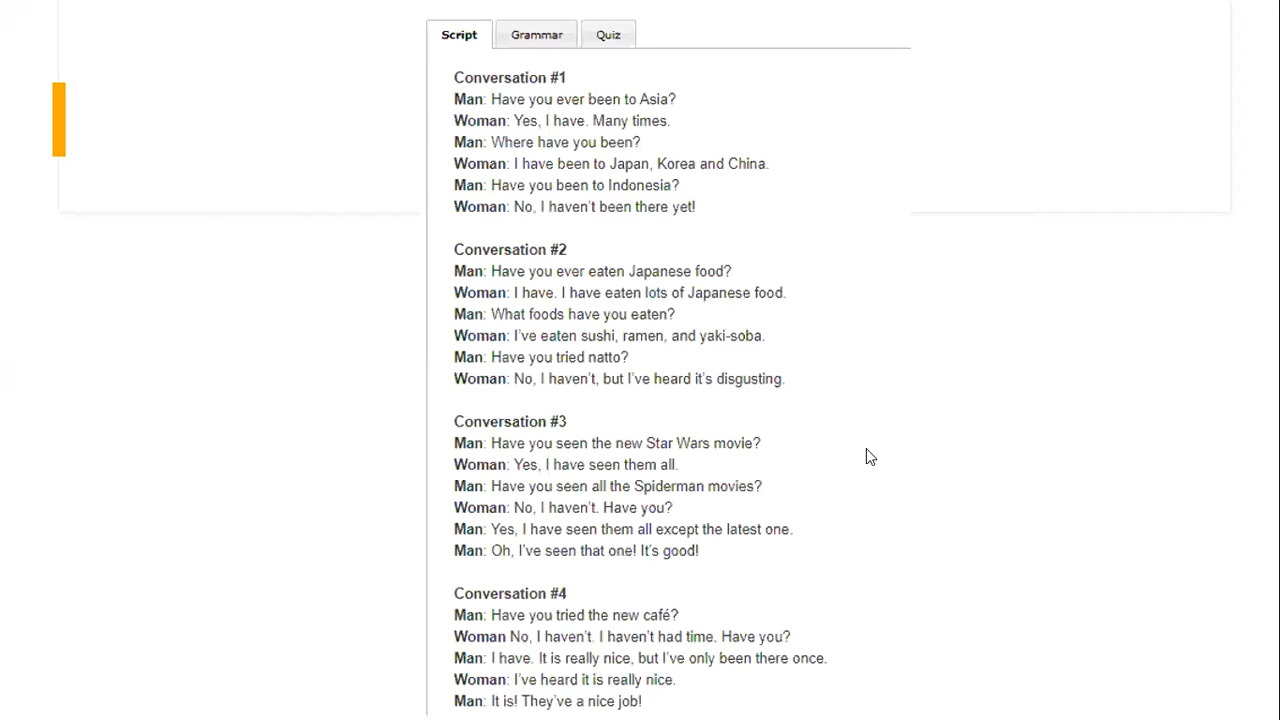 Script Grammar Quiz
Conversation #1
Man: Have you ever been to Asia?
Woman: Yes, I have. Many times.
Man: Where have you been?
Woman: I have been to Japan, Korea and China.
Man: Have you been to Indonesia?
Woman: No, I haven't been there yet!
Conversation #2
Man: Have you ever eaten Japanese food?
Woman: I have. I have eaten lots of Japanese food.
Man: What foods have you eaten?
Woman: I've eaten sushi, ramen, and yaki-soba.
Man: Have you tried natto?
Woman: No, I haven't, but I've heard it's disgusting.
Conversation #3
Man: Have you seen the new Star Wars movie?
Woman: Yes, I have seen them all.
Man: Have you seen all the Spiderman movies?
Woman: No, I haven't. Have you?
Man: Yes, I have seen them all except the latest one.
Man: Oh, I've seen that one! It's good!
Conversation #4
Man: Have you tried the new café?
Woman No, I haven't. I haven't had time. Have you?
Man: I have. It is really nice, but I've only been there once.
Woman: I've heard it is really nice.
Man: It is! They've a nice job!